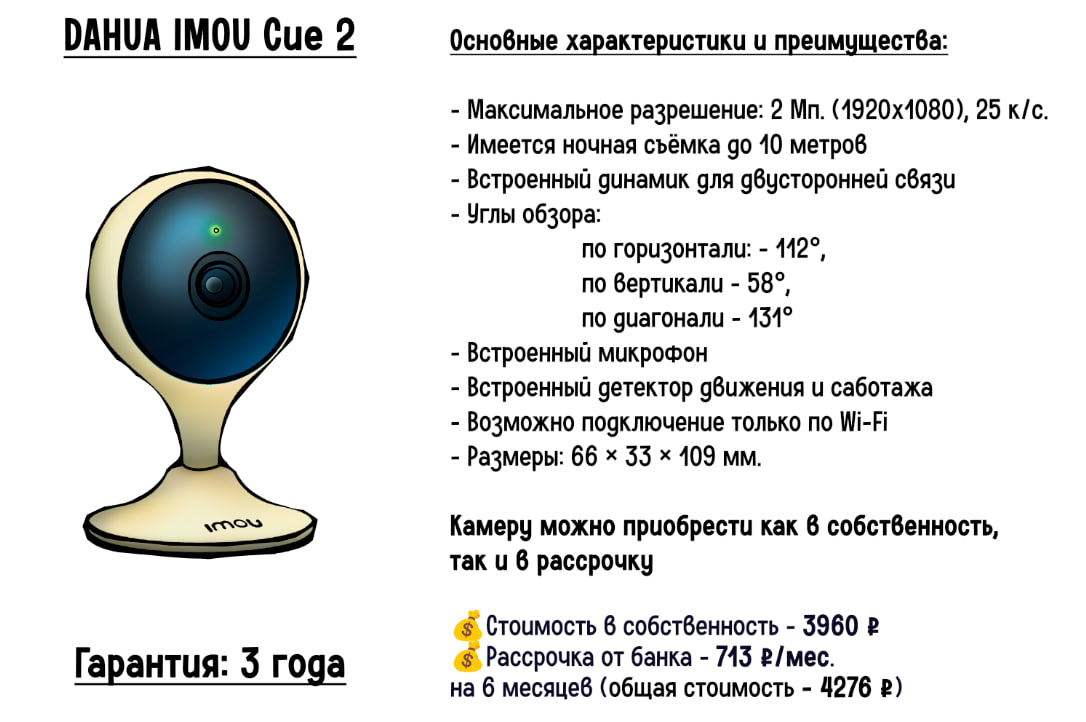 DAHUA IMOU Cue 2
imou
Гарантия: 3 года
Основные характеристики и преимущества:
- Максимальное разрешение: 2 Мп. (1920x1080), 25 к/с.
- Имеется ночная съёмка до 10 метров
- Встроенный динамик для двусторонней связи
- Углы обзора:
по горизонтали: - 112°,
по вертикали - 58°,
по диагонали - 131°
- Встроенный микрофон
- Встроенный детектор движения и саботажа
- Возможно подключение только по Wi-Fi
- Размеры: 66 × 33 × 109 мм.
Камеру можно приобрести как в собственность,
так и в рассрочку
💰Стоимость в собственность - 3960 ₽
💰Рассрочка от банка - 713 ₽/мес.
на 6 месяцев (общая стоимость - 4276 ₽)